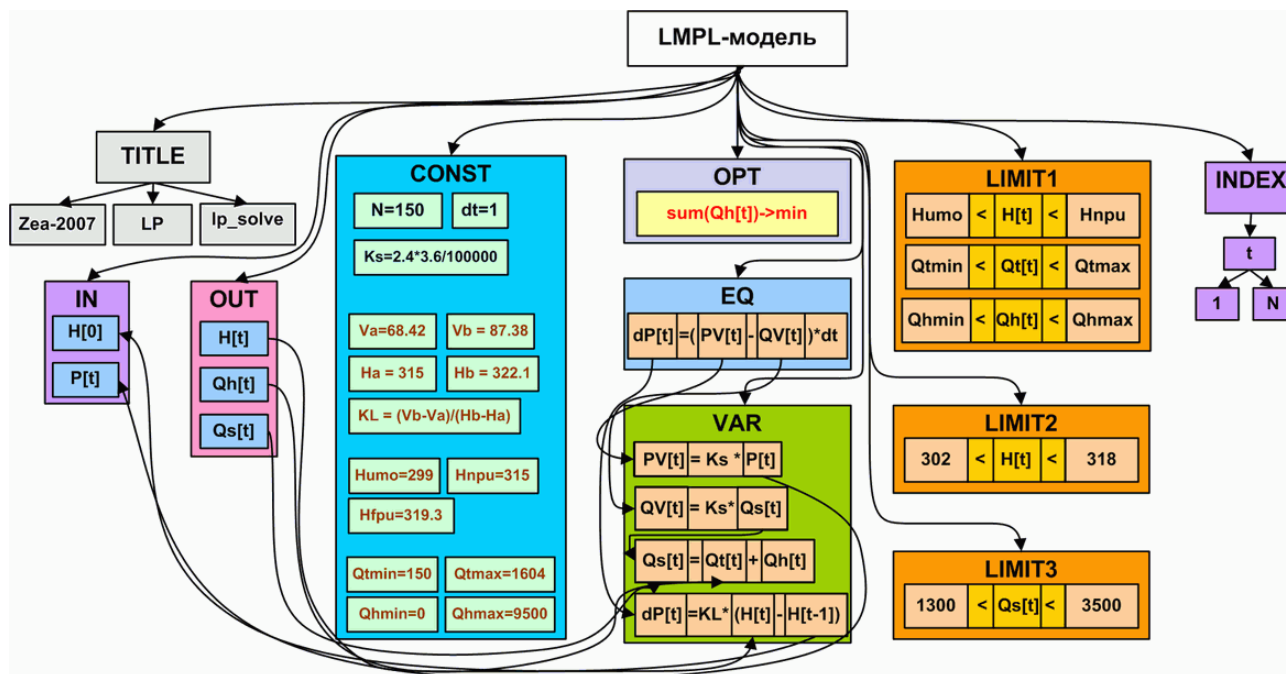 LMPL-модель
TITLE
Zea-2007
LP
lp_solve
IN
H[0]
P[t]
OUT
H[t]
Qh[t]
Qs[t]
CONST
N=150
dt=1
Ks=2.4*3.6/100000
Va=68.42
Vb = 87.38
Ha = 315
Hb = 322.1
KL = (Vb-Va)/(Hb-Ha)
Humo=299
Hnpu=315
Hfpu=319.3
Qtmin=150
Qtmax=1604
Qhmin=0
Qhmax=9500
OPT
sum(Qh[t])->min
EQ
dP[t]=(PV[t]-QV[t])*dt
VAR
PV[t]=Ks*P[t]
QV[t]=Ks*Qs[t]
Qs[t]=Qt[t]+Qh[t]
dP[t]=KL*(H[t]-H[t-1])
LIMIT1
Humo < H[t] < Hnpu
Qtmin < Qt[t] < Qtmax
Qhmin < Qh[t] < Qhmax
LIMIT2
302 < H[t] < 318
LIMIT3
1300 < Qs[t] < 3500
INDEX
t
1
N